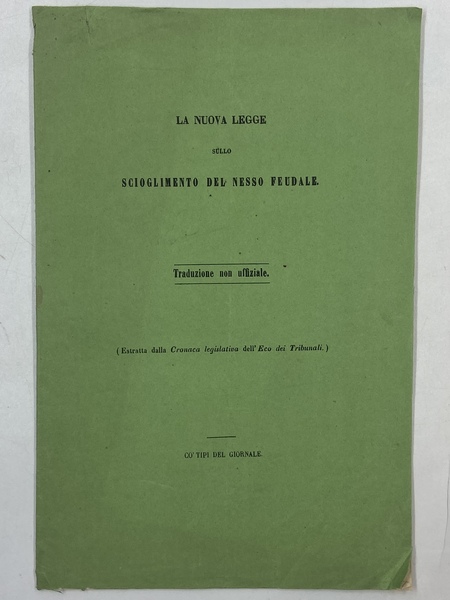 LA NUOVA LEGGE
SULLO
SCIOGLIMENTO DEL NESSO FEUDALE.
Traduzione non uffiziale.
(Estratta dalla Cronaca legislativa dell' Eco dei Tribunali.)
CO' TIPI DEL GIORNALE.